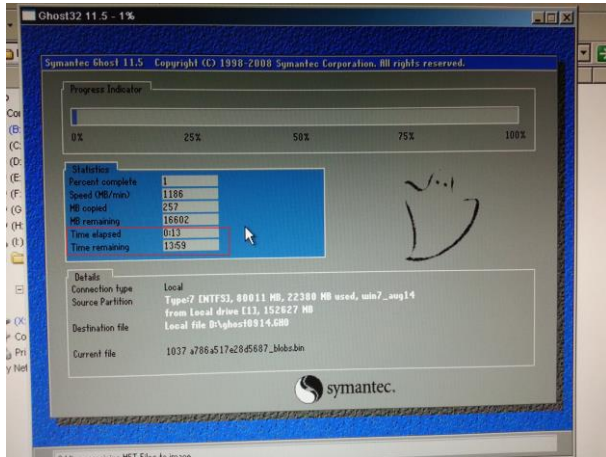 Ghost32 11.5 - 1%
Symantec Ghost 11.5 Copyright (C) 1998-2008 Symantec Corporation. All rights reserved.
Progress Indicator
0% 25% 50% 75% 100%
Statistics
Percent complete 1
Speed (MB/min) 1186
MB copied 257
MB remaining 16602
Time elapsed 0:13
Time remaining 13:59
Details
Connection type Local
Source Partition Type:7 [NTFS], 80011 MB, 22380 MB used, win7_aug14
from Local drive [1], 152627 MB
Destination file Local file D:\ghost0914.GHO
Current file 1037 a786a517e28d5687_blobs.bin
symantec.